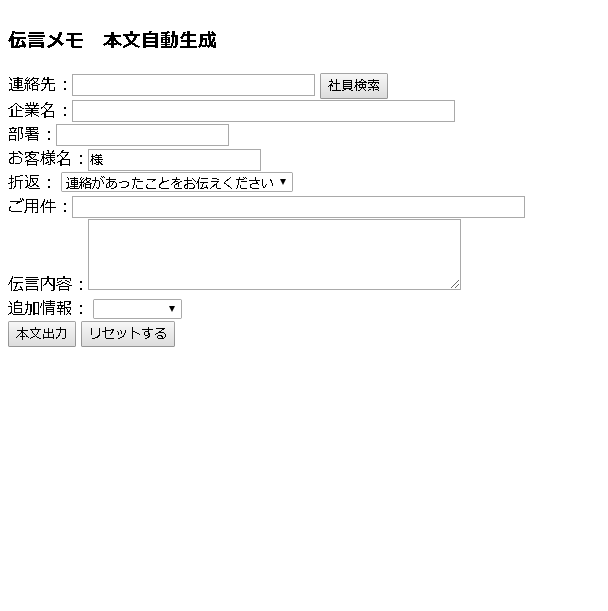 伝言メモ　本文自動生成
連絡先： 社員検索
企業名：
部署：
お客様名：様
折返： 連絡があったことをお伝えください ▼
ご用件：
伝言内容：
追加情報： ▼
本文出力 リセットする